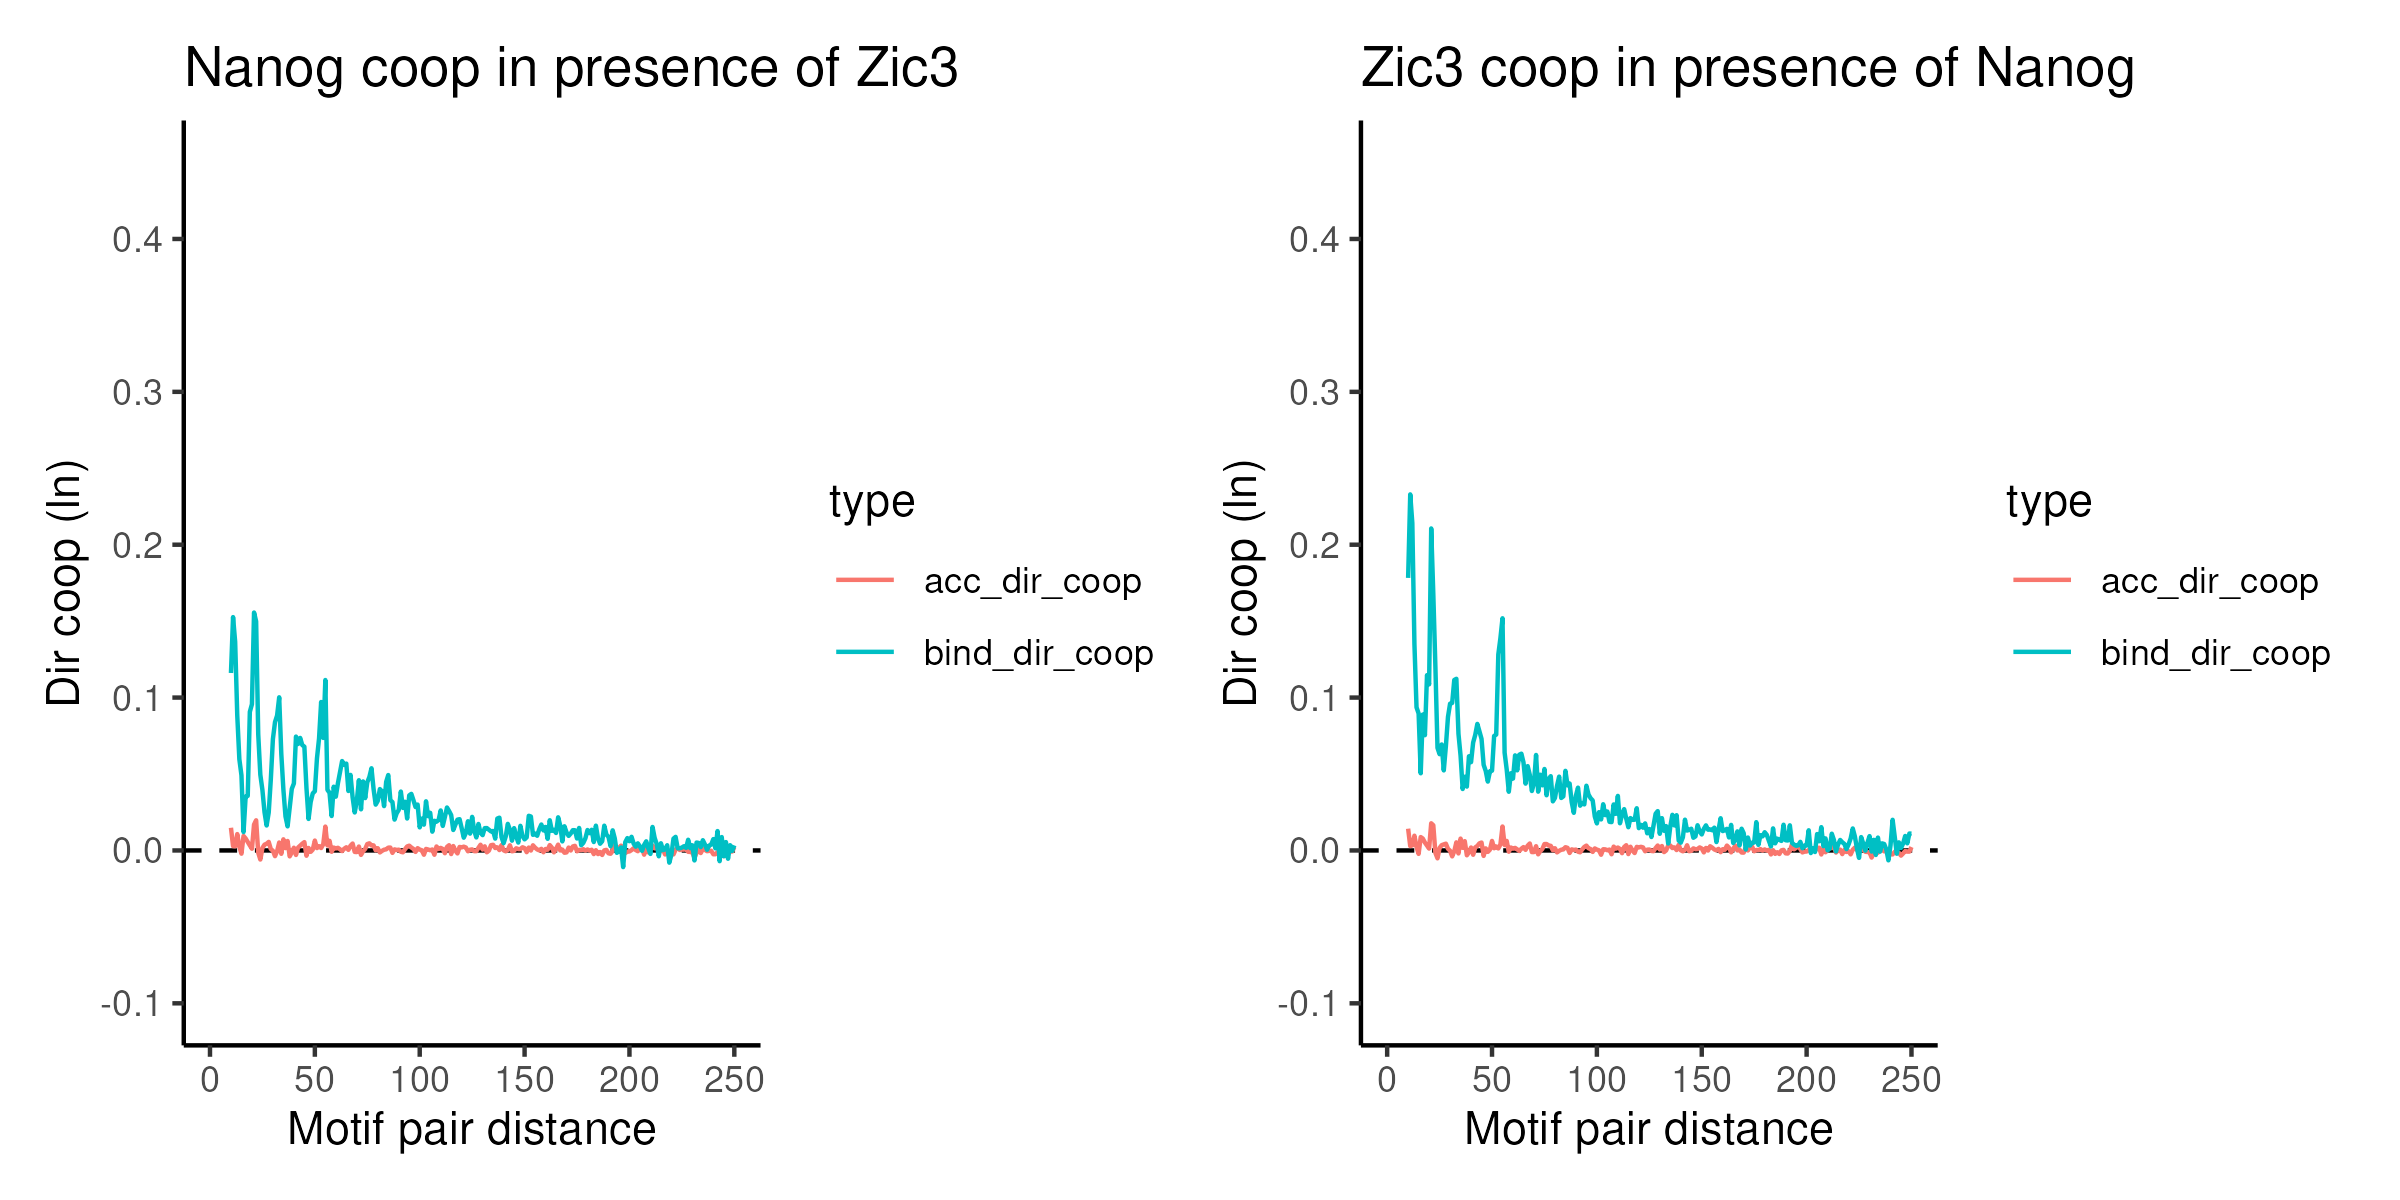 Nanog coop in presence of Zic3
Dir coop (ln)
0.4
0.3
0.2
0.1
0.0
-0.1
0 50 100 150 200 250
Motif pair distance
type
acc_dir_coop
bind_dir_coop
Zic3 coop in presence of Nanog
Dir coop (ln)
0.4
0.3
0.2
0.1
0.0
-0.1
0 50 100 150 200 250
Motif pair distance
type
acc_dir_coop
bind_dir_coop